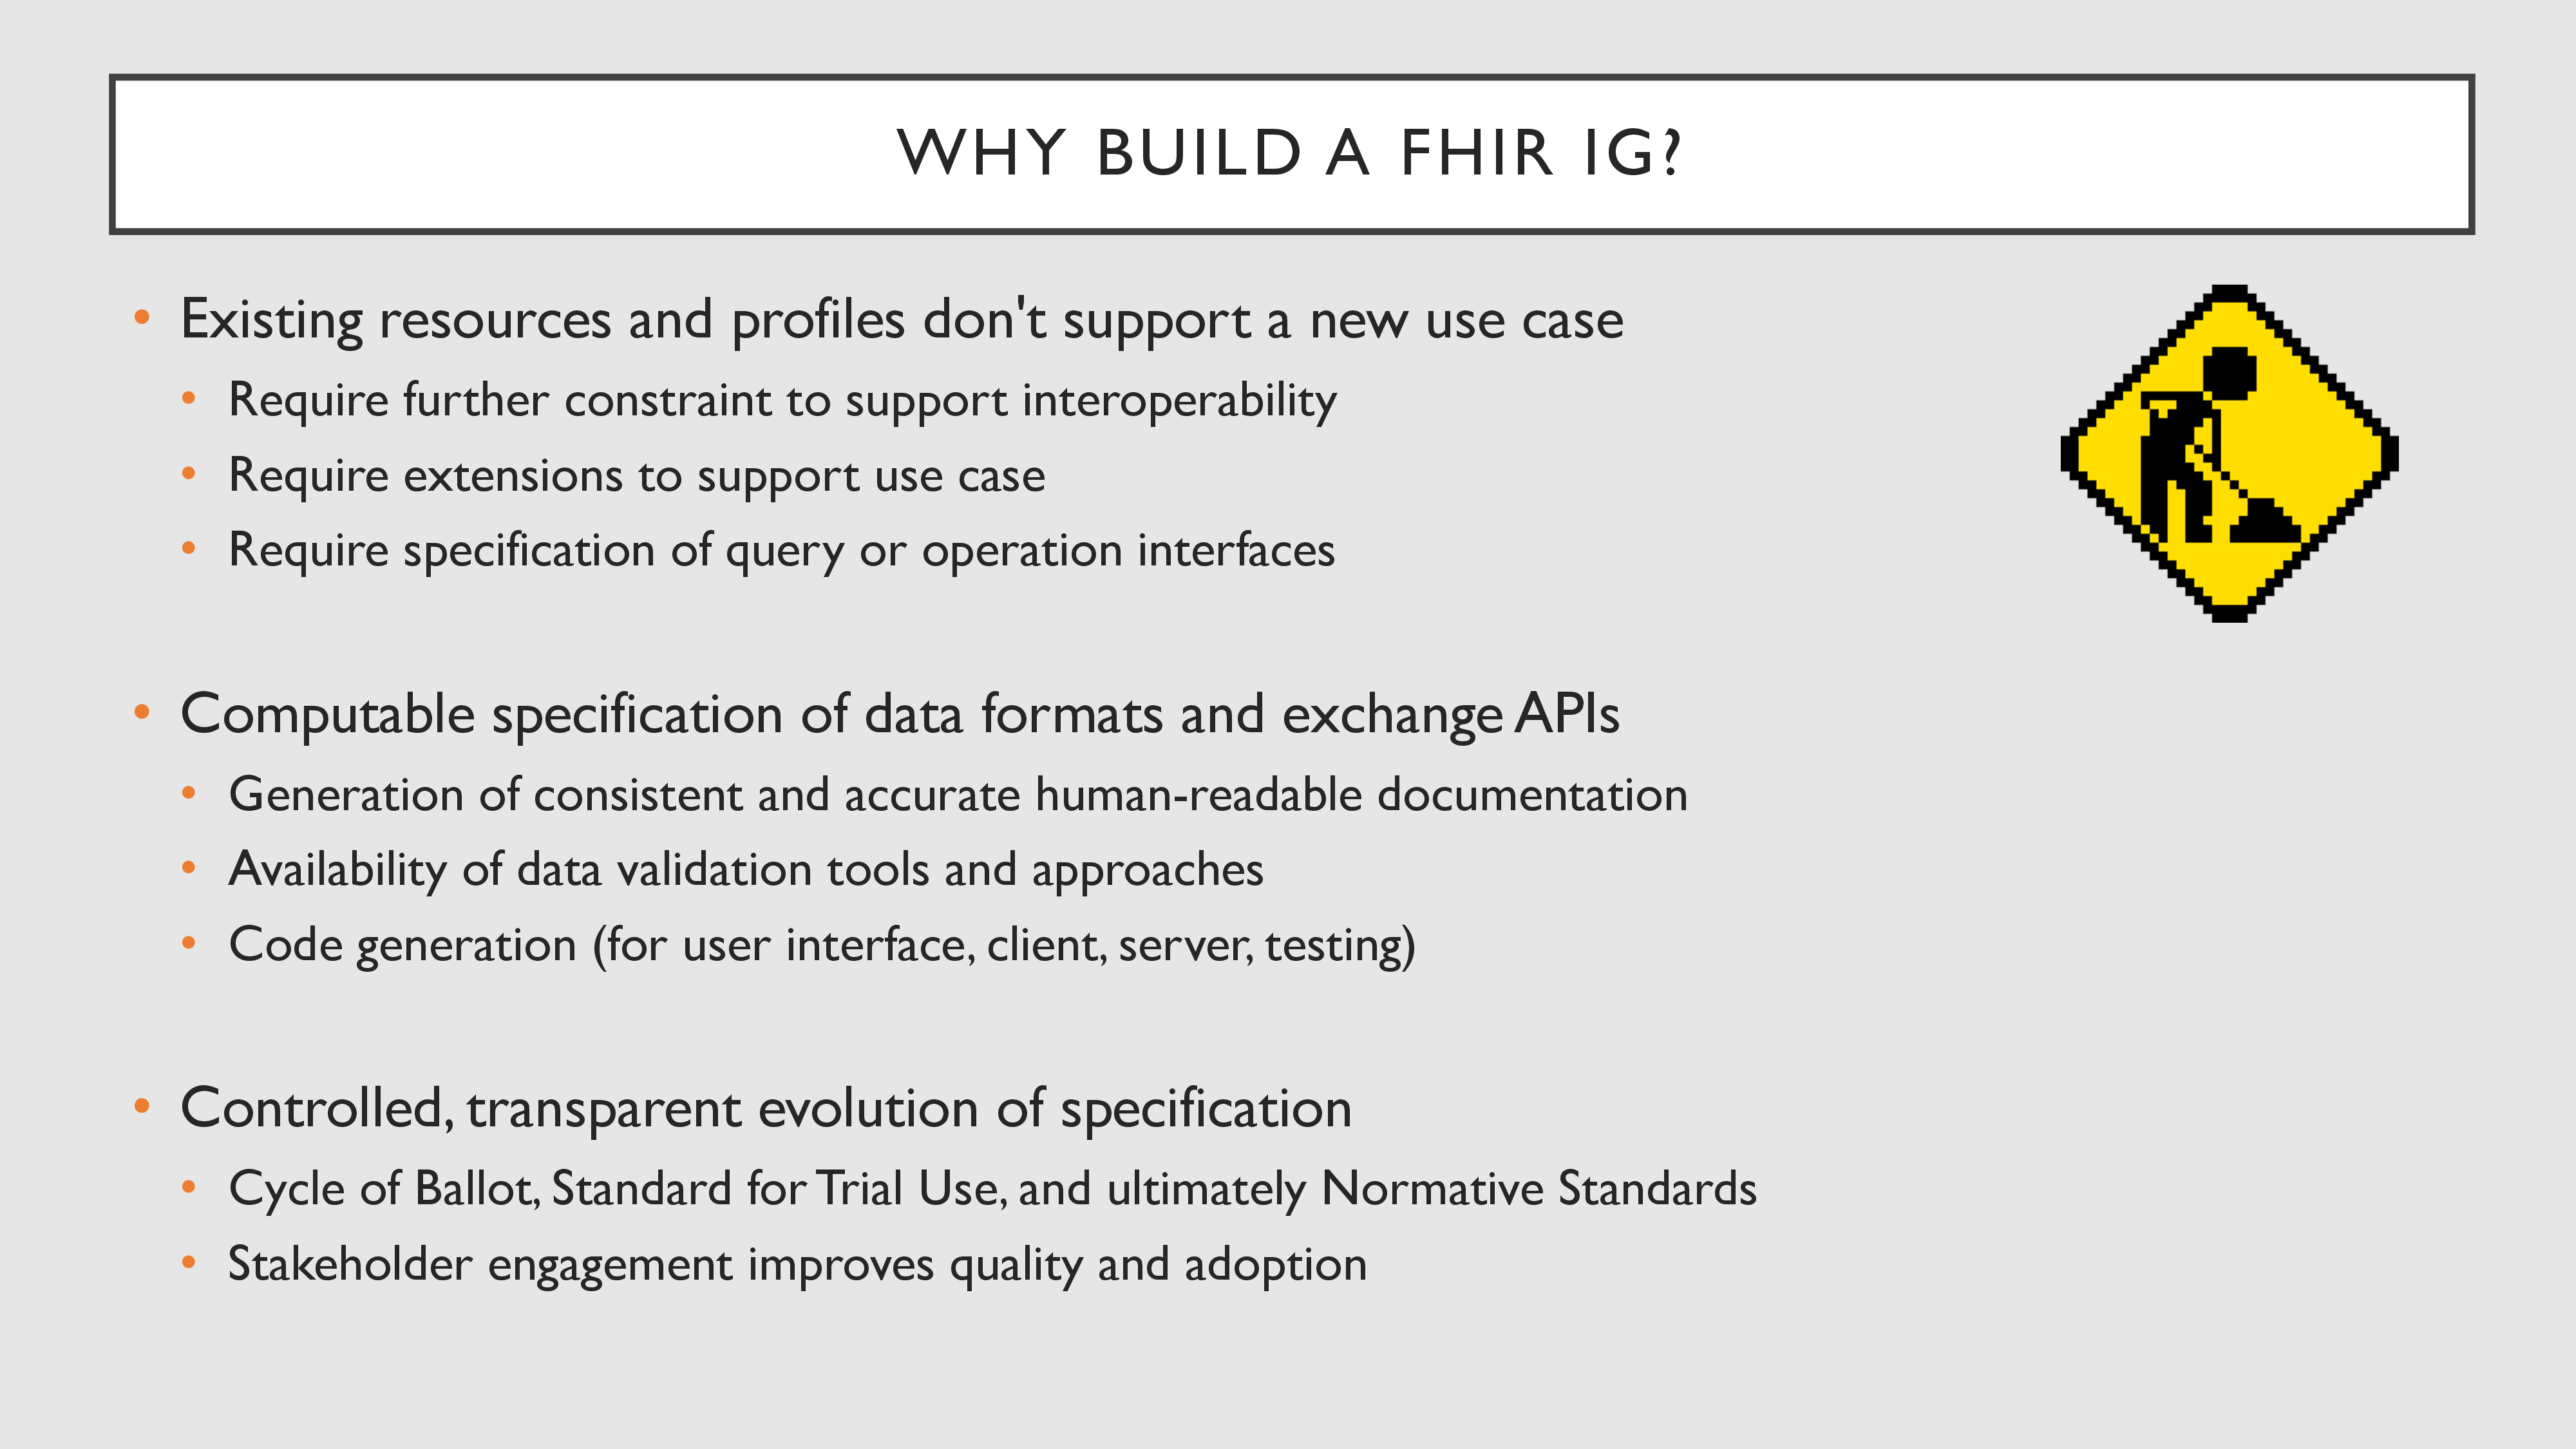 WHY BUILD A FHIR IG?
• Existing resources and profiles don't support a new use case
• Require further constraint to support interoperability
• Require extensions to support use case
• Require specification of query or operation interfaces
• Computable specification of data formats and exchange APIs
• Generation of consistent and accurate human-readable documentation
• Availability of data validation tools and approaches
• Code generation (for user interface, client, server, testing)
• Controlled, transparent evolution of specification
• Cycle of Ballot, Standard for Trial Use, and ultimately Normative Standards
• Stakeholder engagement improves quality and adoption